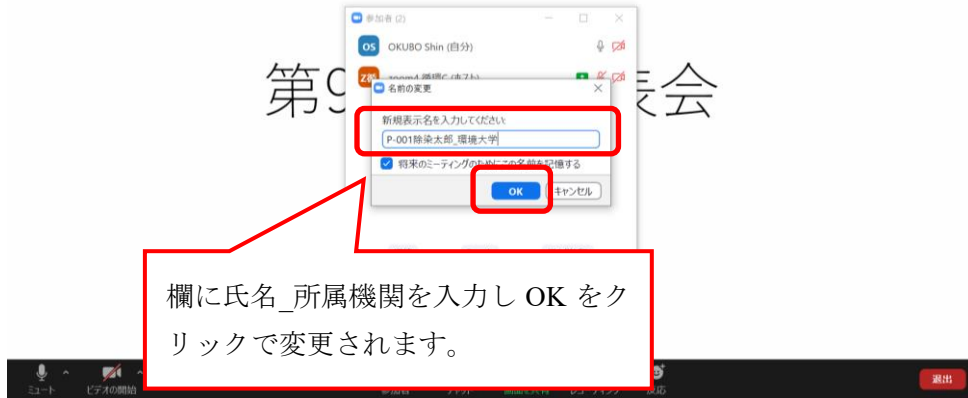 参加者 (2)
OS OKUBO Shin (自分)
第9
表会
名前の変更
新規表示名を入力してください:
P-001除染太郎_環境大学
将来のミーティングのためにこの名前を記憶する
OK キャンセル
欄に氏名_所属機関を入力し OK をク
リックで変更されます。
ミュート ビデオの開始 反応 退出